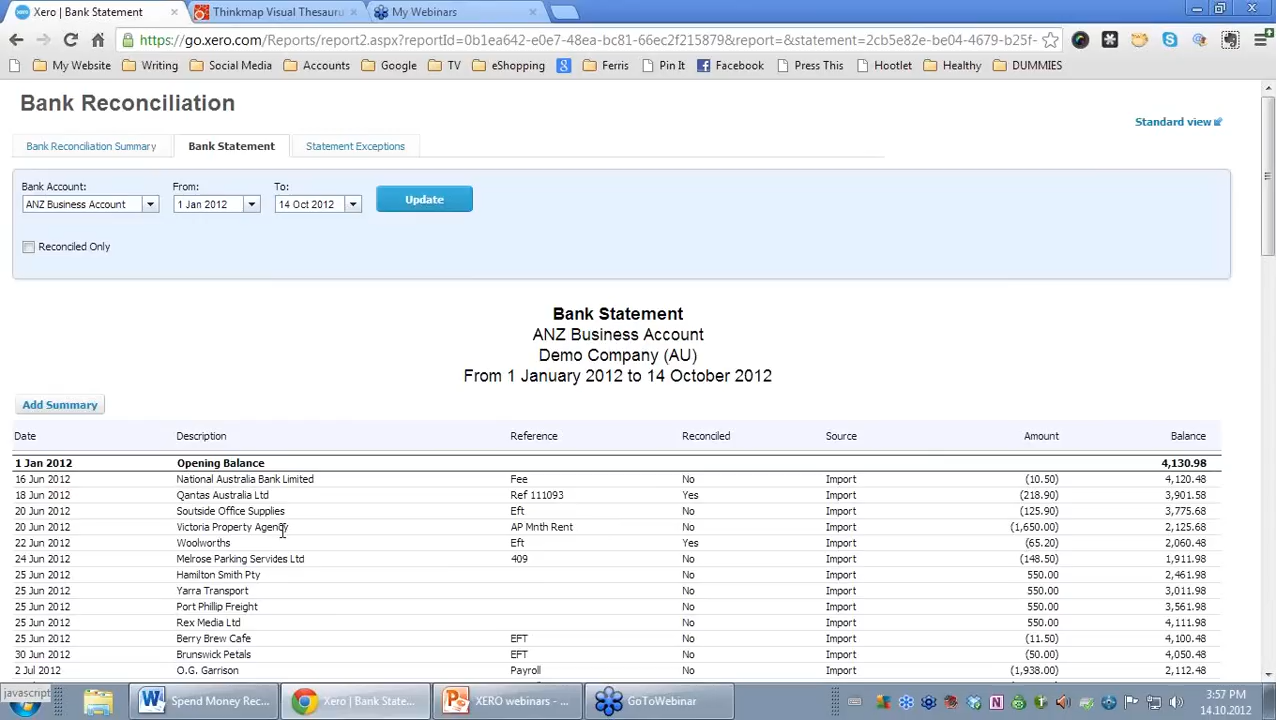 Xero | Bank Statement × Thinkmap Visual Thesauru × My Webinars ×
https://go.xero.com/Reports/report2.aspx?reportId=0b1ea642-e0e7-48ea-bc81-66ec2f215879&report=&statement=2cb5e82e-be04-4679-b25f-
My Website Writing Social Media Accounts Google TV eShopping Ferris Pin It Facebook Press This Hootlet Healthy DUMMIES
Bank Reconciliation
Standard view
Bank Reconciliation Summary Bank Statement Statement Exceptions
Bank Account: From: To:
ANZ Business Account 1 Jan 2012 14 Oct 2012 Update
Reconciled Only
Bank Statement
ANZ Business Account
Demo Company (AU)
From 1 January 2012 to 14 October 2012
Add Summary
Date Description Reference Reconciled Source Amount Balance
1 Jan 2012 Opening Balance 4,130.98
16 Jun 2012 National Australia Bank Limited Fee No Import (10.50) 4,120.48
18 Jun 2012 Qantas Australia Ltd Ref 111093 Yes Import (218.90) 3,901.58
20 Jun 2012 Soutside Office Supplies Eft No Import (125.90) 3,775.68
20 Jun 2012 Victoria Property Agency AP Mnth Rent No Import (1,650.00) 2,125.68
22 Jun 2012 Woolworths Eft Yes Import (65.20) 2,060.48
24 Jun 2012 Melrose Parking Servides Ltd 409 No Import (148.50) 1,911.98
25 Jun 2012 Hamilton Smith Pty No Import 550.00 2,461.98
25 Jun 2012 Yarra Transport No Import 550.00 3,011.98
25 Jun 2012 Port Phillip Freight No Import 550.00 3,561.98
25 Jun 2012 Rex Media Ltd No Import 550.00 4,111.98
25 Jun 2012 Berry Brew Cafe EFT No Import (11.50) 4,100.48
30 Jun 2012 Brunswick Petals EFT No Import (50.00) 4,050.48
2 Jul 2012 O.G. Garrison Payroll No Import (1,938.00) 2,112.48
javascript
Spend Money Rec... Xero | Bank State... XERO webinars - ... GoToWebinar
3:57 PM
14.10.2012